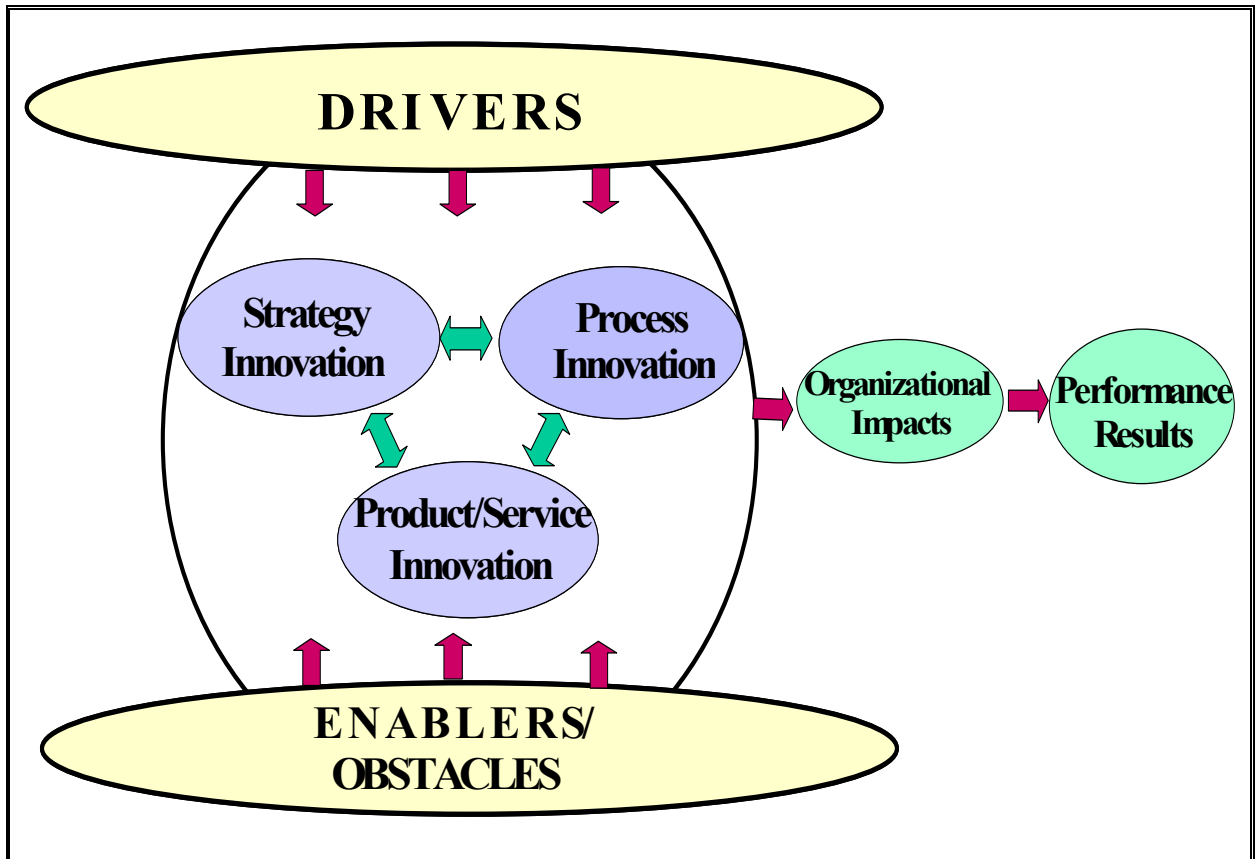 DRIVERS
Strategy
Innovation
Process
Innovation
Product/Service
Innovation
Organizational
Impacts
Performance
Results
ENABLERS/
OBSTACLES